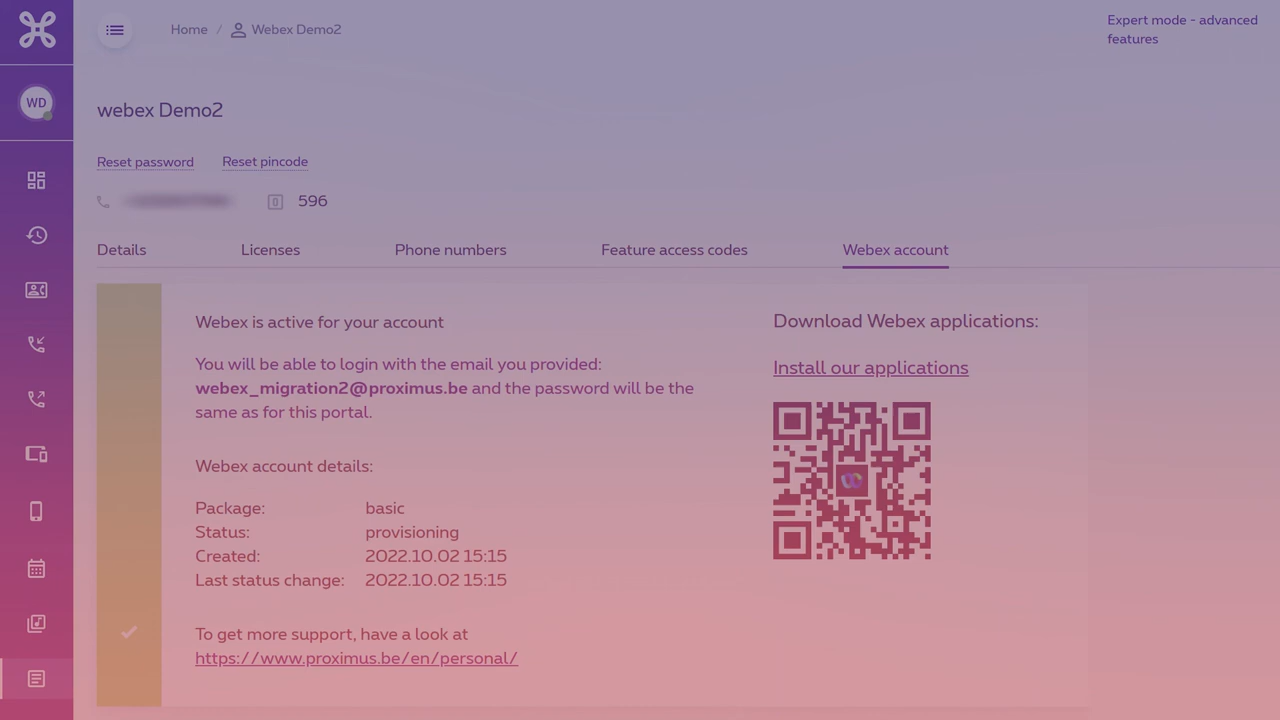 Home / Webex Demo2
Expert mode - advanced
features
WD
webex Demo2
Reset password Reset pincode
596
Details Licenses Phone numbers Feature access codes Webex account
Webex is active for your account
You will be able to login with the email you provided:
webex_migration2@proximus.be and the password will be the
same as for this portal.
Webex account details:
Package: basic
Status: provisioning
Created: 2022.10.02 15:15
Last status change: 2022.10.02 15:15
To get more support, have a look at
https://www.proximus.be/en/personal/
Download Webex applications:
Install our applications